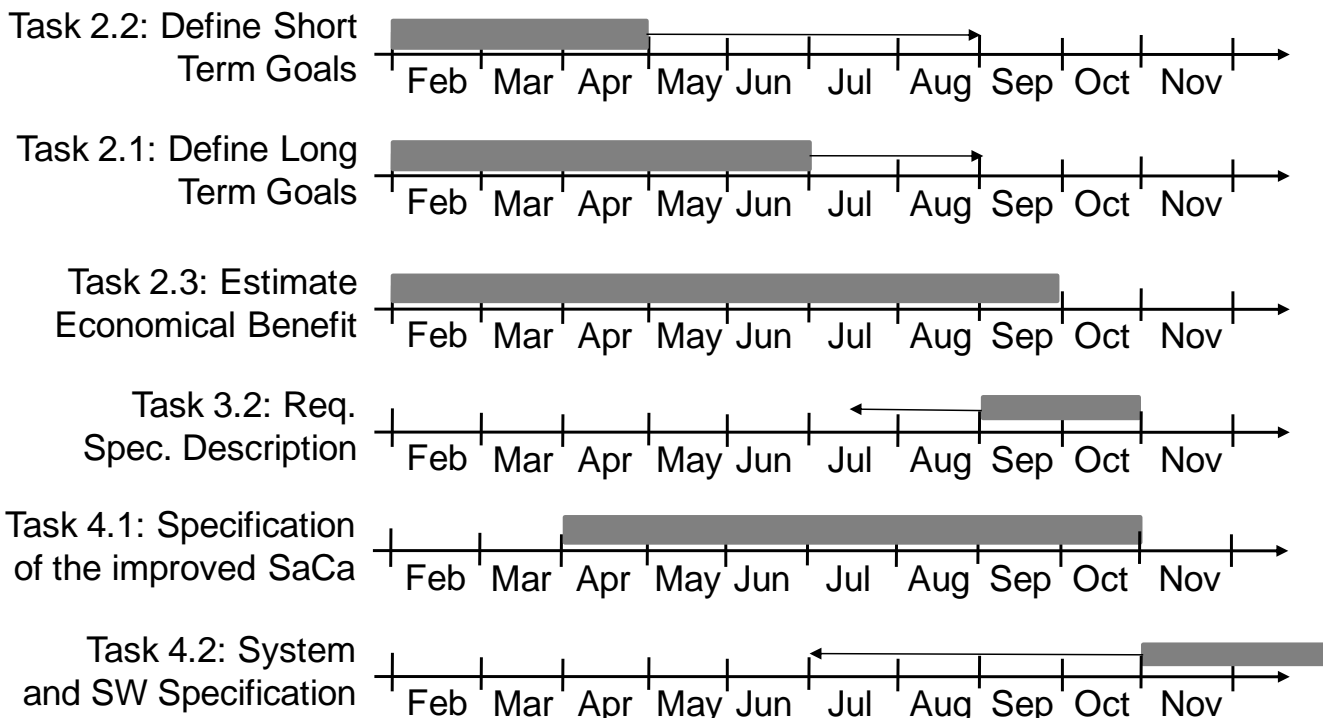 Task 2.2: Define Short
Term Goals
Feb Mar Apr May Jun Jul Aug Sep Oct Nov
Task 2.1: Define Long
Term Goals
Feb Mar Apr May Jun Jul Aug Sep Oct Nov
Task 2.3: Estimate
Economical Benefit
Feb Mar Apr May Jun Jul Aug Sep Oct Nov
Task 3.2: Req.
Spec. Description
Feb Mar Apr May Jun Jul Aug Sep Oct Nov
Task 4.1: Specification
of the improved SaCa
Feb Mar Apr May Jun Jul Aug Sep Oct Nov
Task 4.2: System
and SW Specification
Feb Mar Apr May Jun Jul Aug Sep Oct Nov